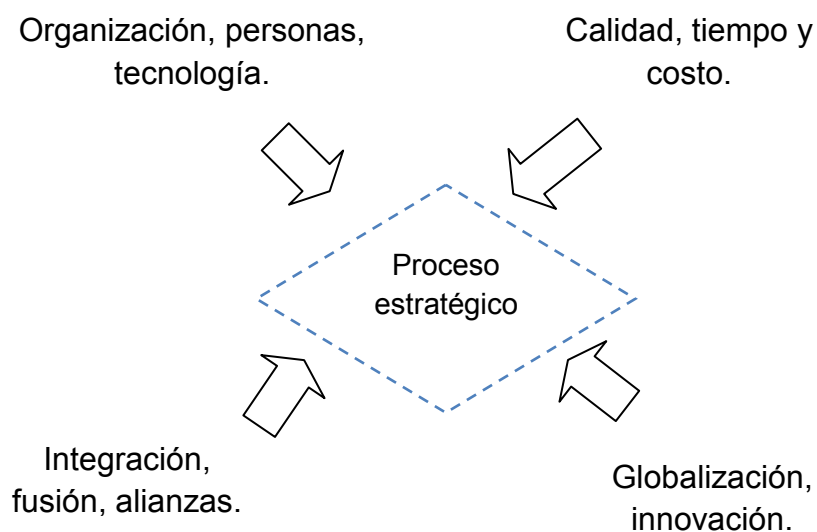 Organización, personas,
tecnología.
Calidad, tiempo y
costo.
Proceso
estratégico
Integración,
fusión, alianzas.
Globalización,
innovación.